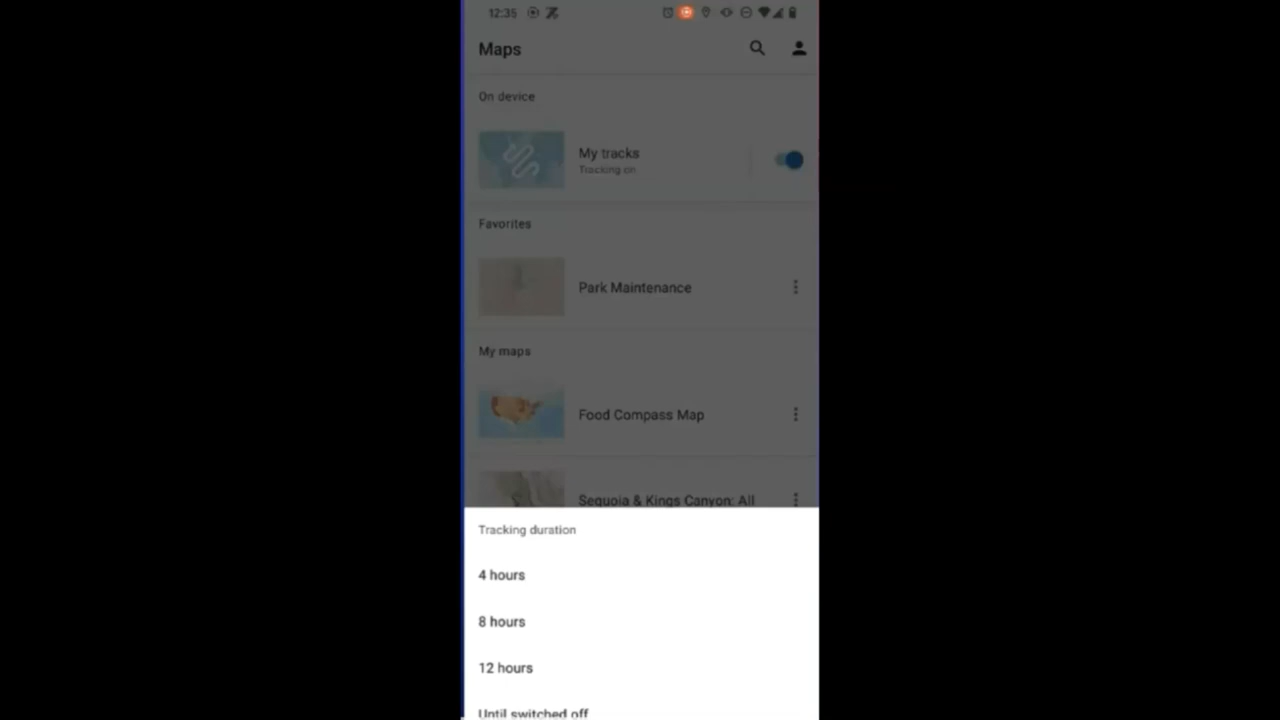 12:35
Maps
On device
My tracks
Tracking on
Favorites
Park Maintenance
My maps
Food Compass Map
Sequoia & Kings Canyon: All
Tracking duration
4 hours
8 hours
12 hours
Until switched off